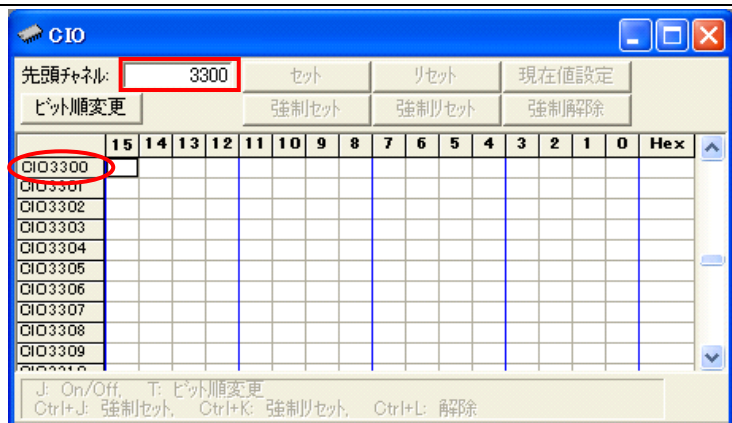 CIO
先頭チャネル: 3300 セット リセット 現在値設定
ビット順変更 強制セット 強制リセット 強制解除
15 14 13 12 11 10 9 8 7 6 5 4 3 2 1 0 Hex
CIO3300
CIO3301
CIO3302
CIO3303
CIO3304
CIO3305
CIO3306
CIO3307
CIO3308
CIO3309
J: On/Off, T: ビット順変更
Ctrl+J: 強制セット, Ctrl+K: 強制リセット, Ctrl+L: 解除